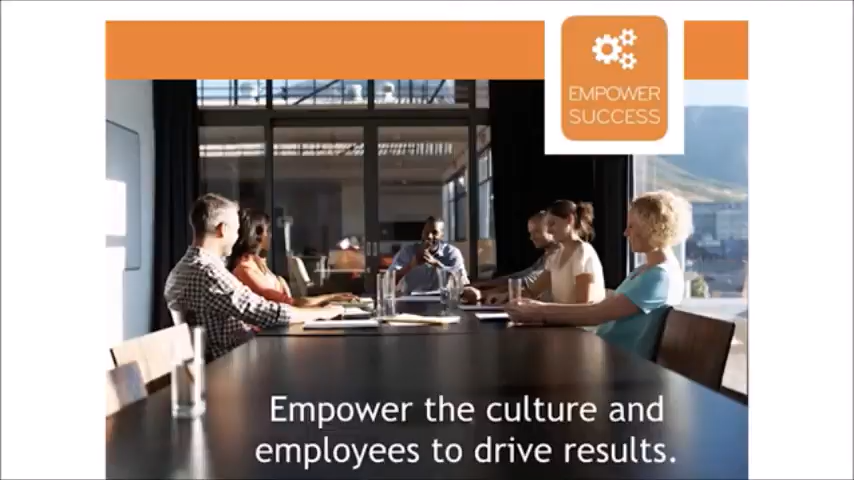 EMPOWER
SUCCESS
Empower the culture and
employees to drive results.